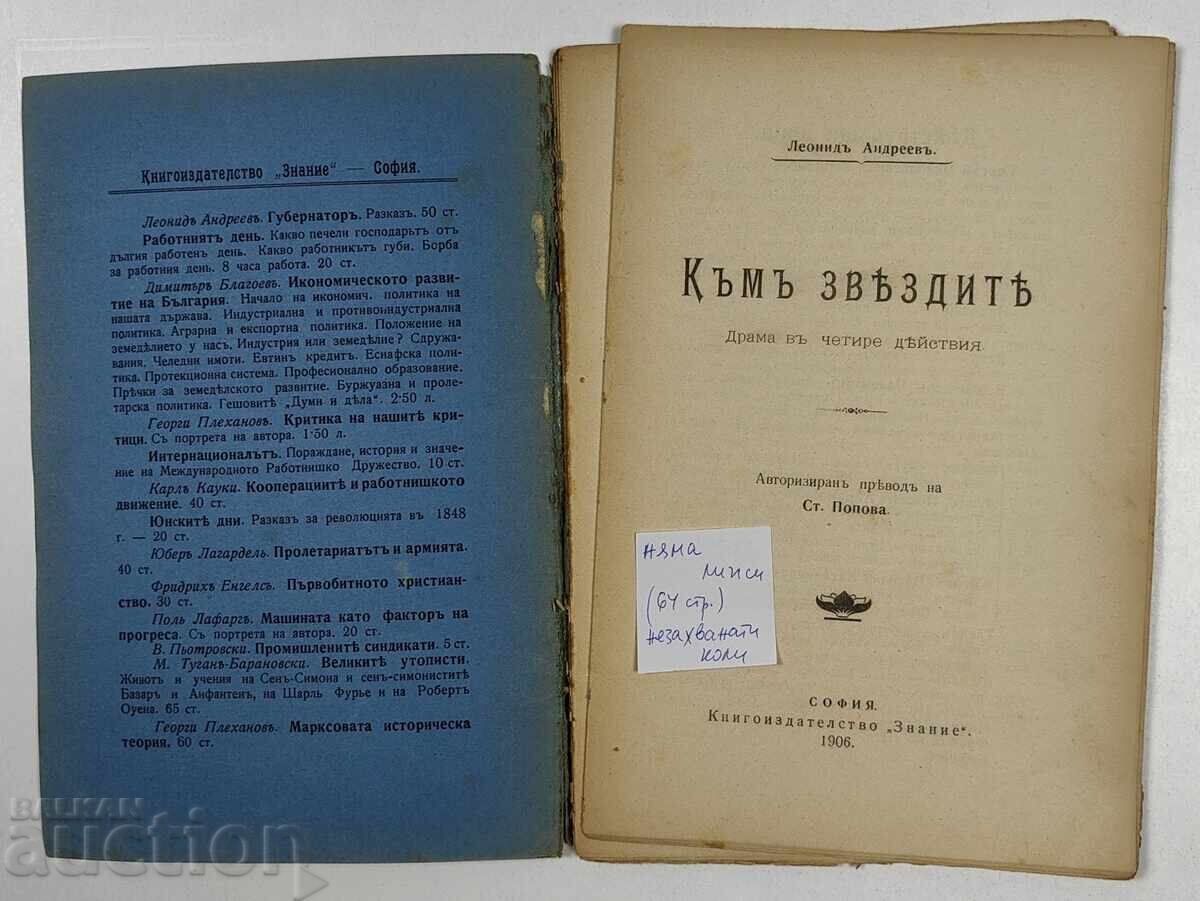 Книгоиздателство „Знание“ — София.
Леонидъ Андреевъ. Губернаторъ. Разказъ. 50 ст.
Работниятъ день. Какво печели господарьтъ отъ
дългия работенъ день. Какво работникътъ губи. Борба
за работния день. 8 часа работа. 20 ст.
Димитъръ Благоевъ. Икономическото разви-
тие на България. Начало на икономич. политика на
нашата държава. Индустриална и противоиндустриална
политика. Аграрна и експортна политика. Положение на
земеделието у насъ. Индустрия или земедѣлие? Сдружа-
вания. Челедни имоти. Евтинъ кредитъ. Еснафска поли-
тика. Протекционна система. Професионално образование.
Прѣчки за земедѣлското развитие. Буржуазна и проле-
тарска политика. Гешовитѣ „Думи и дѣла“. 2·50 л.
Георги Плехановъ. Критика на нашитѣ кри-
тици. Съ портрета на автора. 1·50 л.
Интернационалътъ. Пораждане, история и значе-
ние на Международното Работнишко Дружество. 10 ст.
Карлъ Кауки. Кооперациитѣ и работнишкото
движение. 40 ст.
Юнскитѣ дни. Разказъ за революцията въ 1848
г. — 20 ст.
Юберъ Лагардель. Пролетариатътъ и армията.
40 ст.
Фридрихъ Енгелсъ. Първобитното христиан-
ство. 30 ст.
Полъ Лафаргъ. Машината като факторъ на
прогреса. Съ портрета на автора. 20 ст.
В. Пьотровски. Промишленитѣ синдикати. 5 ст.
М. Туганъ-Барановски. Великитѣ утописти.
Животъ и учения на Сенъ-Симона и сенъ-симониститѣ
Базаръ и Анфантенъ, на Шарлъ Фурье и на Робертъ
Оуена. 65 ст.
Георги Плехановъ. Марксовата историческа
теория. 60 ст.
Леонидъ Андреевъ.
Къмъ звѣздитѣ
Драма въ четире дѣйствия.
Авторизиранъ прѣводъ на
Ст. Попова.
няма
липси
(64 стр.)
незахванати
коли
СОФИЯ.
Книгоиздателство „Знание“.
1906.
BALKAN
auction